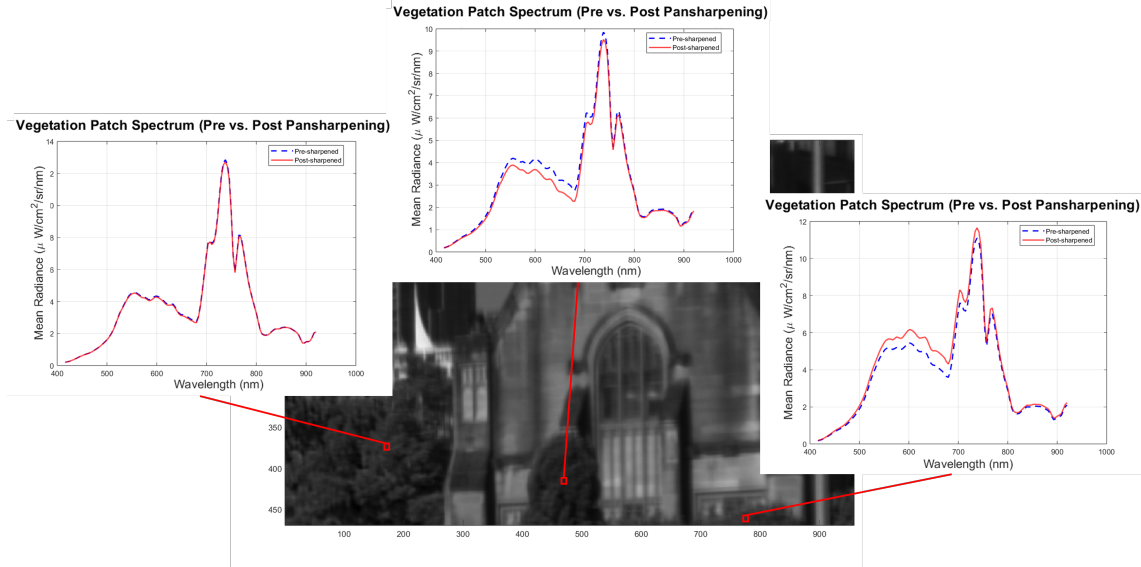 Vegetation Patch Spectrum (Pre vs. Post Pansharpening)
10
9
8
7
6
5
4
3
2
1
0
Mean Radiance (μ W/cm²/sr/nm)
Pre-sharpened
Post-sharpened
400 500 600 700 800 900 1000
Wavelength (nm)
Vegetation Patch Spectrum (Pre vs. Post Pansharpening)
14
2
0
8
6
4
2
0
Mean Radiance (μ W/cm²/sr/nm)
Pre-sharpened
Post-sharpened
400 500 600 700 800 900 1000
Wavelength (nm)
Vegetation Patch Spectrum (Pre vs. Post Pansharpening)
12
10
8
6
4
2
0
Mean Radiance (μ W/cm²/sr/nm)
Pre-sharpened
Post-sharpened
400 500 600 700 800 900 1000
Wavelength (nm)
350
400
450
100 200 300 400 500 600 700 800 900